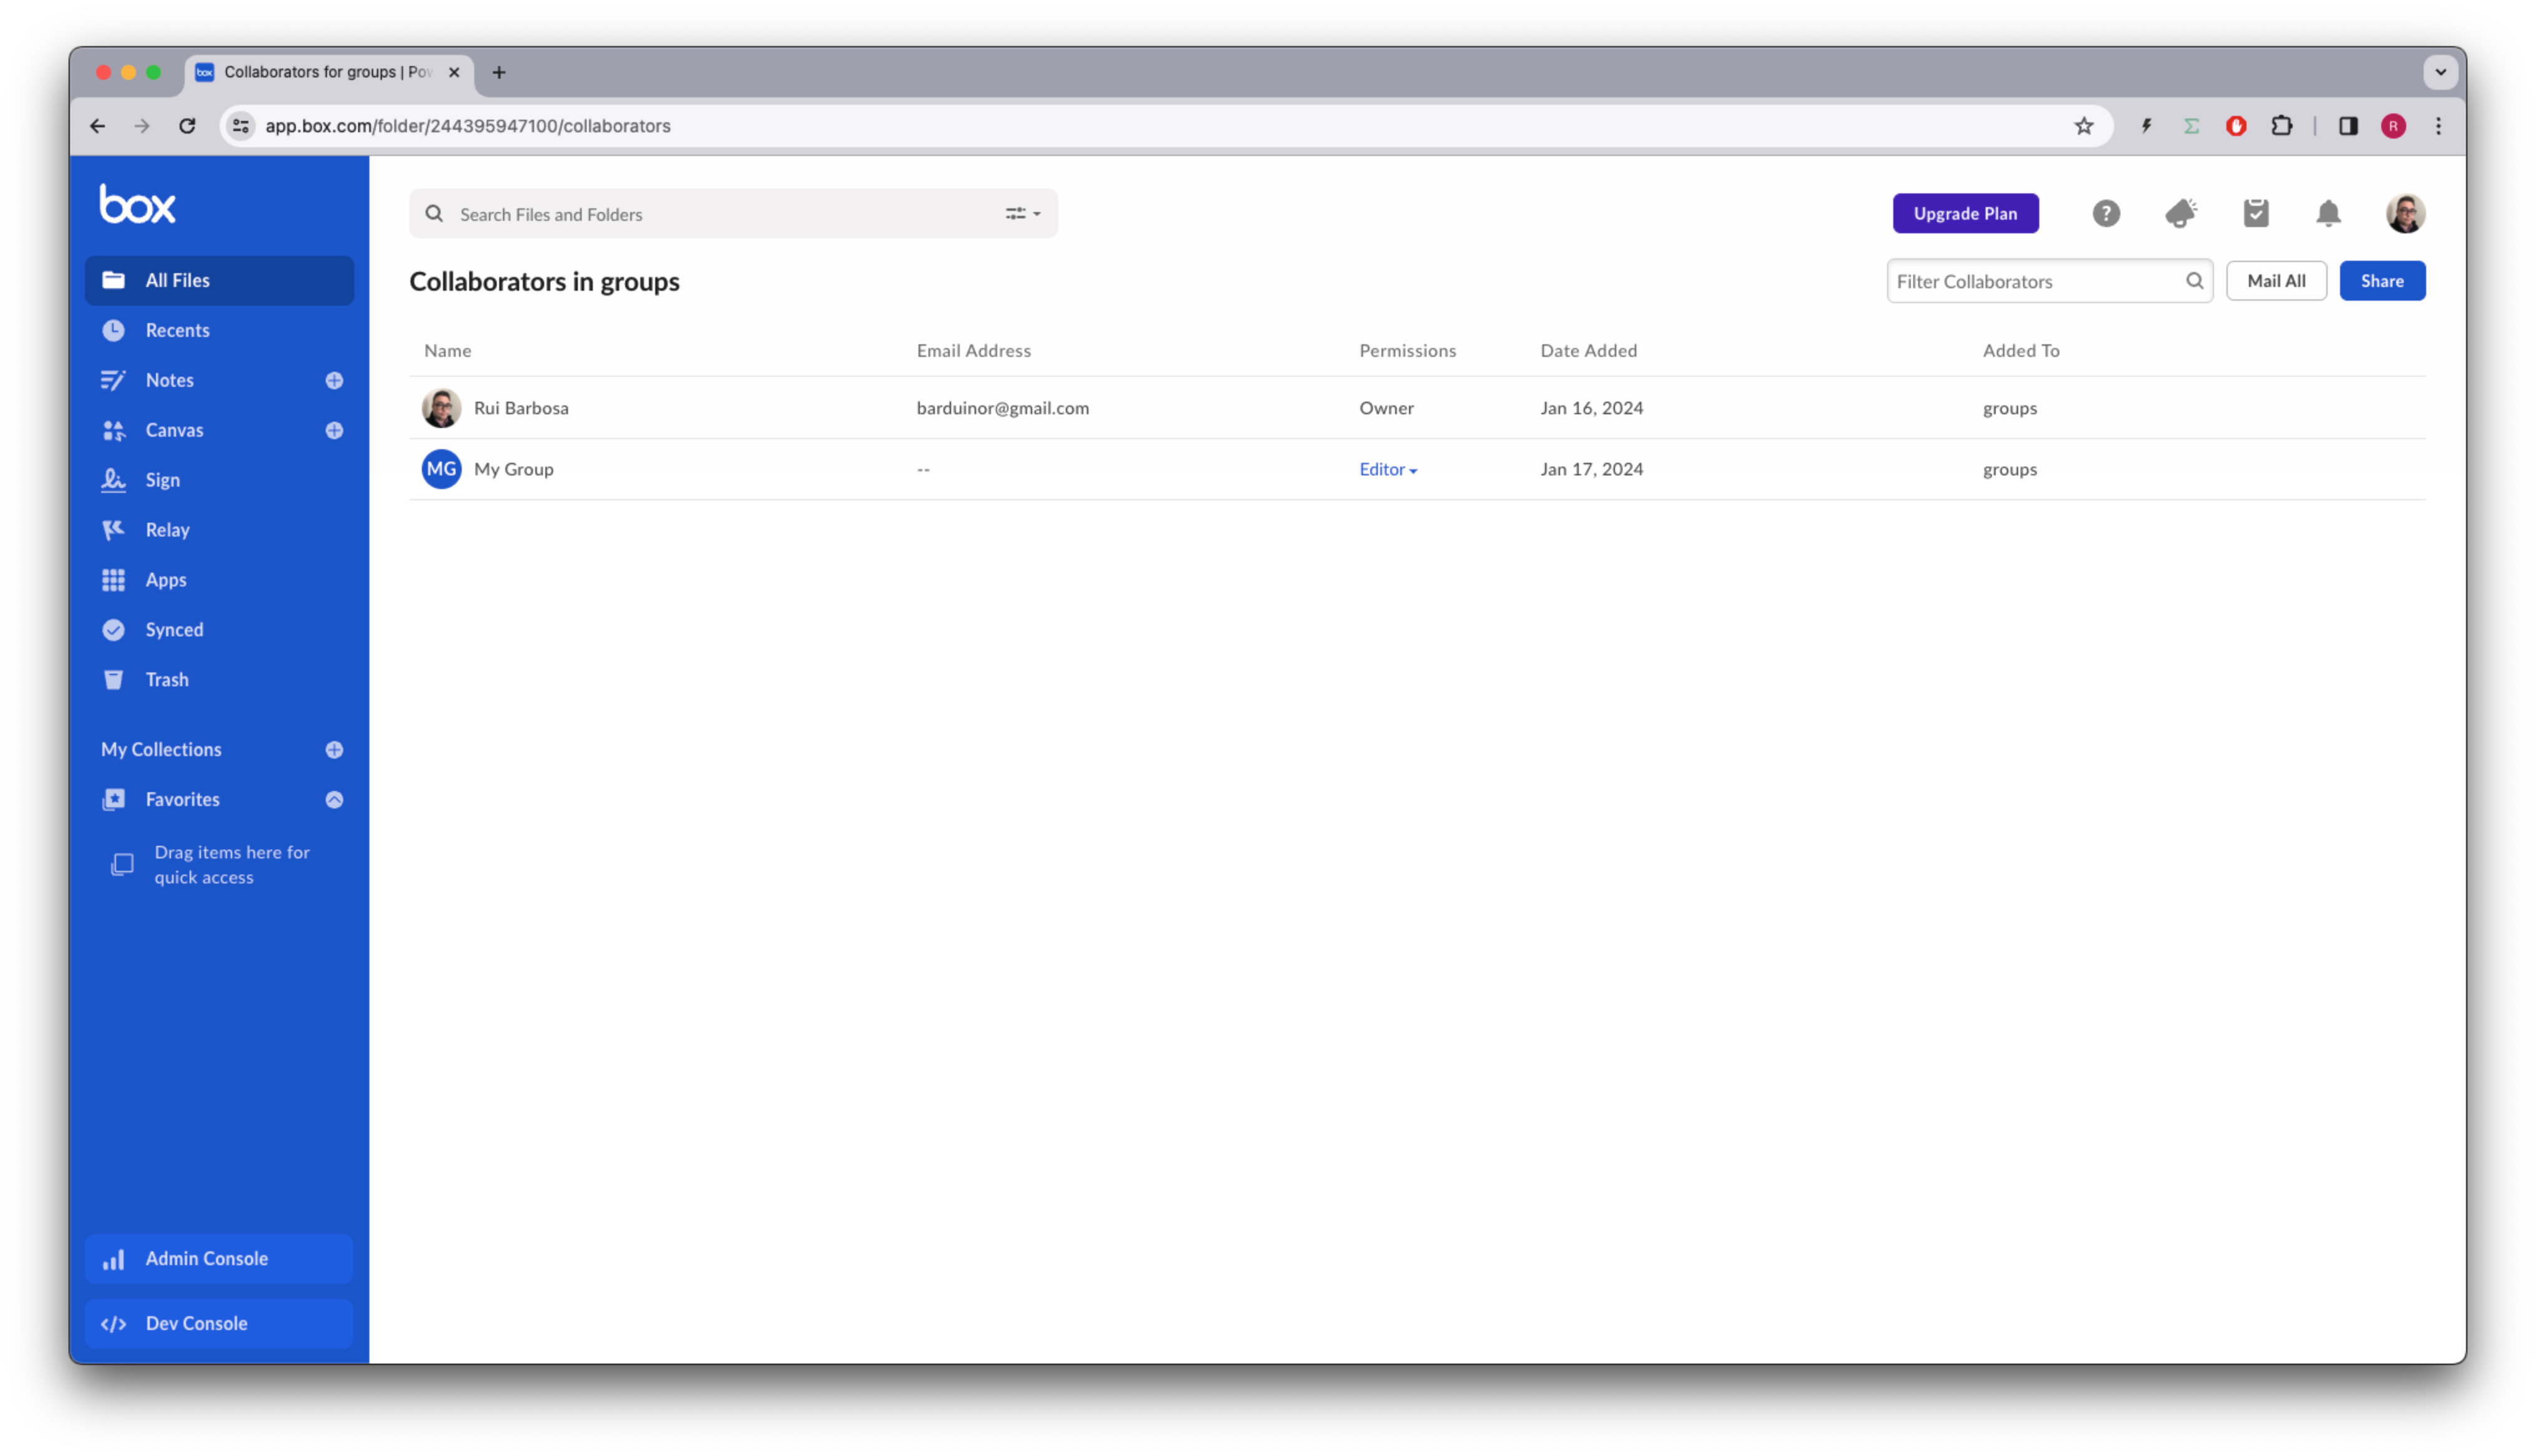 Collaborators for groups | Po
app.box.com/folder/244395947100/collaborators
R
box
Search Files and Folders
Upgrade Plan
All Files
Recents
Notes
Canvas
Sign
Relay
Apps
Synced
Trash
My Collections
Favorites
Drag items here for
quick access
Admin Console
Dev Console
Collaborators in groups
Filter Collaborators
Mail All
Share
Name Email Address Permissions Date Added Added To
Rui Barbosa barduinor@gmail.com Owner Jan 16, 2024 groups
MG My Group -- Editor Jan 17, 2024 groups